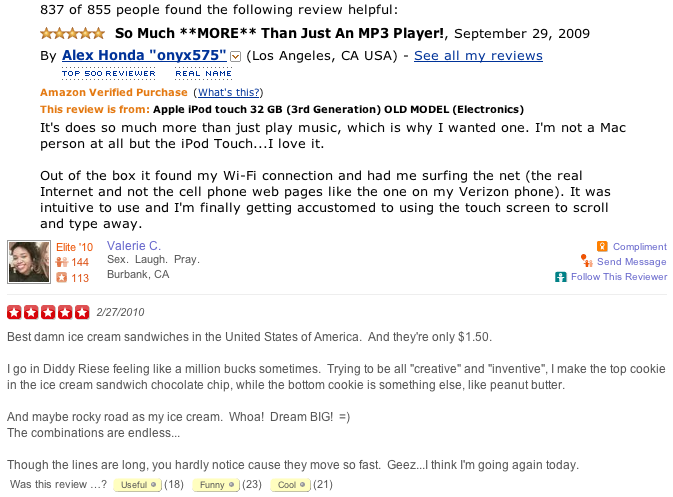 837 of 855 people found the following review helpful:
So Much **MORE** Than Just An MP3 Player!, September 29, 2009
By Alex Honda "onyx575" (Los Angeles, CA USA) - See all my reviews
TOP 500 REVIEWER REAL NAME
Amazon Verified Purchase (What's this?)
This review is from: Apple iPod touch 32 GB (3rd Generation) OLD MODEL (Electronics)
It's does so much more than just play music, which is why I wanted one. I'm not a Mac
person at all but the iPod Touch...I love it.
Out of the box it found my Wi-Fi connection and had me surfing the net (the real
Internet and not the cell phone web pages like the one on my Verizon phone). It was
intuitive to use and I'm finally getting accustomed to using the touch screen to scroll
and type away.
Elite '10 Valerie C. Compliment
144 Sex. Laugh. Pray. Send Message
113 Burbank, CA Follow This Reviewer
2/27/2010
Best damn ice cream sandwiches in the United States of America. And they're only $1.50.
I go in Diddy Riese feeling like a million bucks sometimes. Trying to be all "creative" and "inventive", I make the top cookie
in the ice cream sandwich chocolate chip, while the bottom cookie is something else, like peanut butter.
And maybe rocky road as my ice cream. Whoa! Dream BIG! =)
The combinations are endless...
Though the lines are long, you hardly notice cause they move so fast. Geez...I think I'm going again today.
Was this review ...? Useful (18) Funny (23) Cool (21)